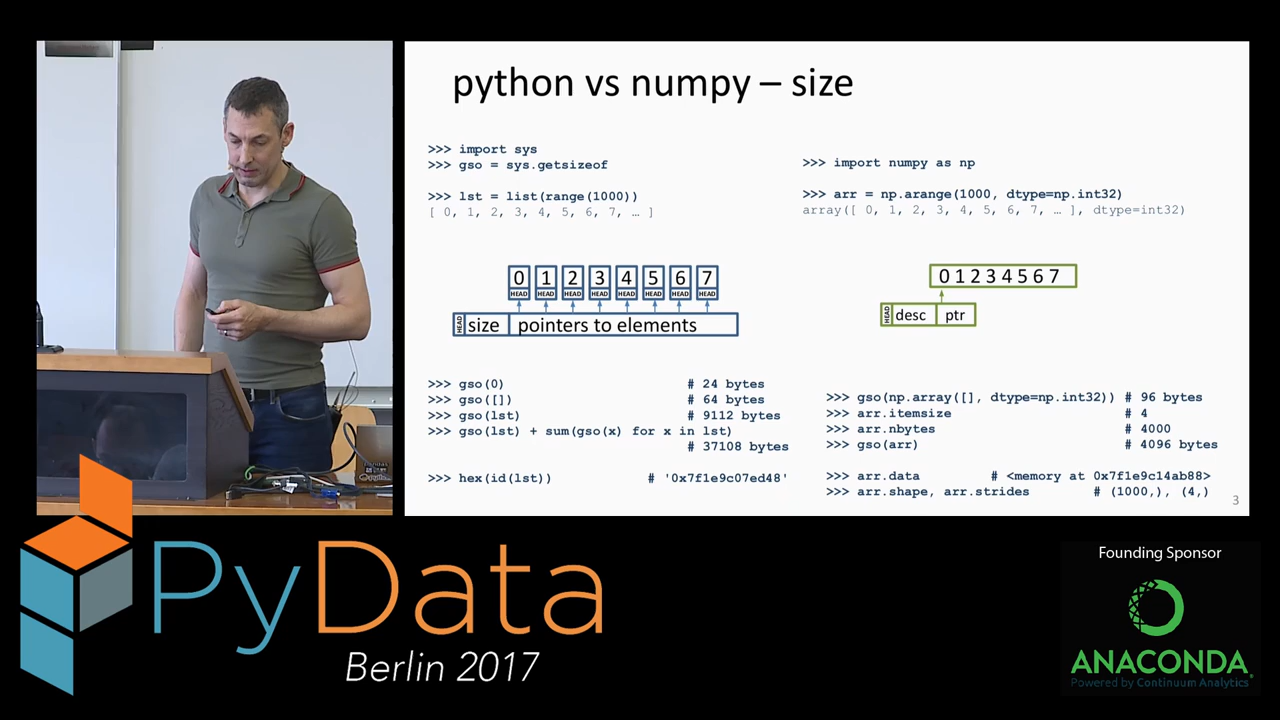 python vs numpy – size
>>> import sys
>>> gso = sys.getsizeof
>>> lst = list(range(1000))
[ 0, 1, 2, 3, 4, 5, 6, 7, … ]
0 1 2 3 4 5 6 7
HEAD HEAD HEAD HEAD HEAD HEAD HEAD HEAD
HEAD size pointers to elements
>>> gso(0) # 24 bytes
>>> gso([]) # 64 bytes
>>> gso(lst) # 9112 bytes
>>> gso(lst) + sum(gso(x) for x in lst)
# 37108 bytes
>>> hex(id(lst)) # '0x7f1e9c07ed48'
>>> import numpy as np
>>> arr = np.arange(1000, dtype=np.int32)
array([ 0, 1, 2, 3, 4, 5, 6, 7, … ], dtype=int32)
0 1 2 3 4 5 6 7
HEAD desc ptr
>>> gso(np.array([], dtype=np.int32)) # 96 bytes
>>> arr.itemsize # 4
>>> arr.nbytes # 4000
>>> gso(arr) # 4096 bytes
>>> arr.data # <memory at 0x7f1e9c14ab88>
>>> arr.shape, arr.strides # (1000,), (4,)
3
PyData
Berlin 2017
Founding Sponsor
ANACONDA
Powered by Continuum Analytics